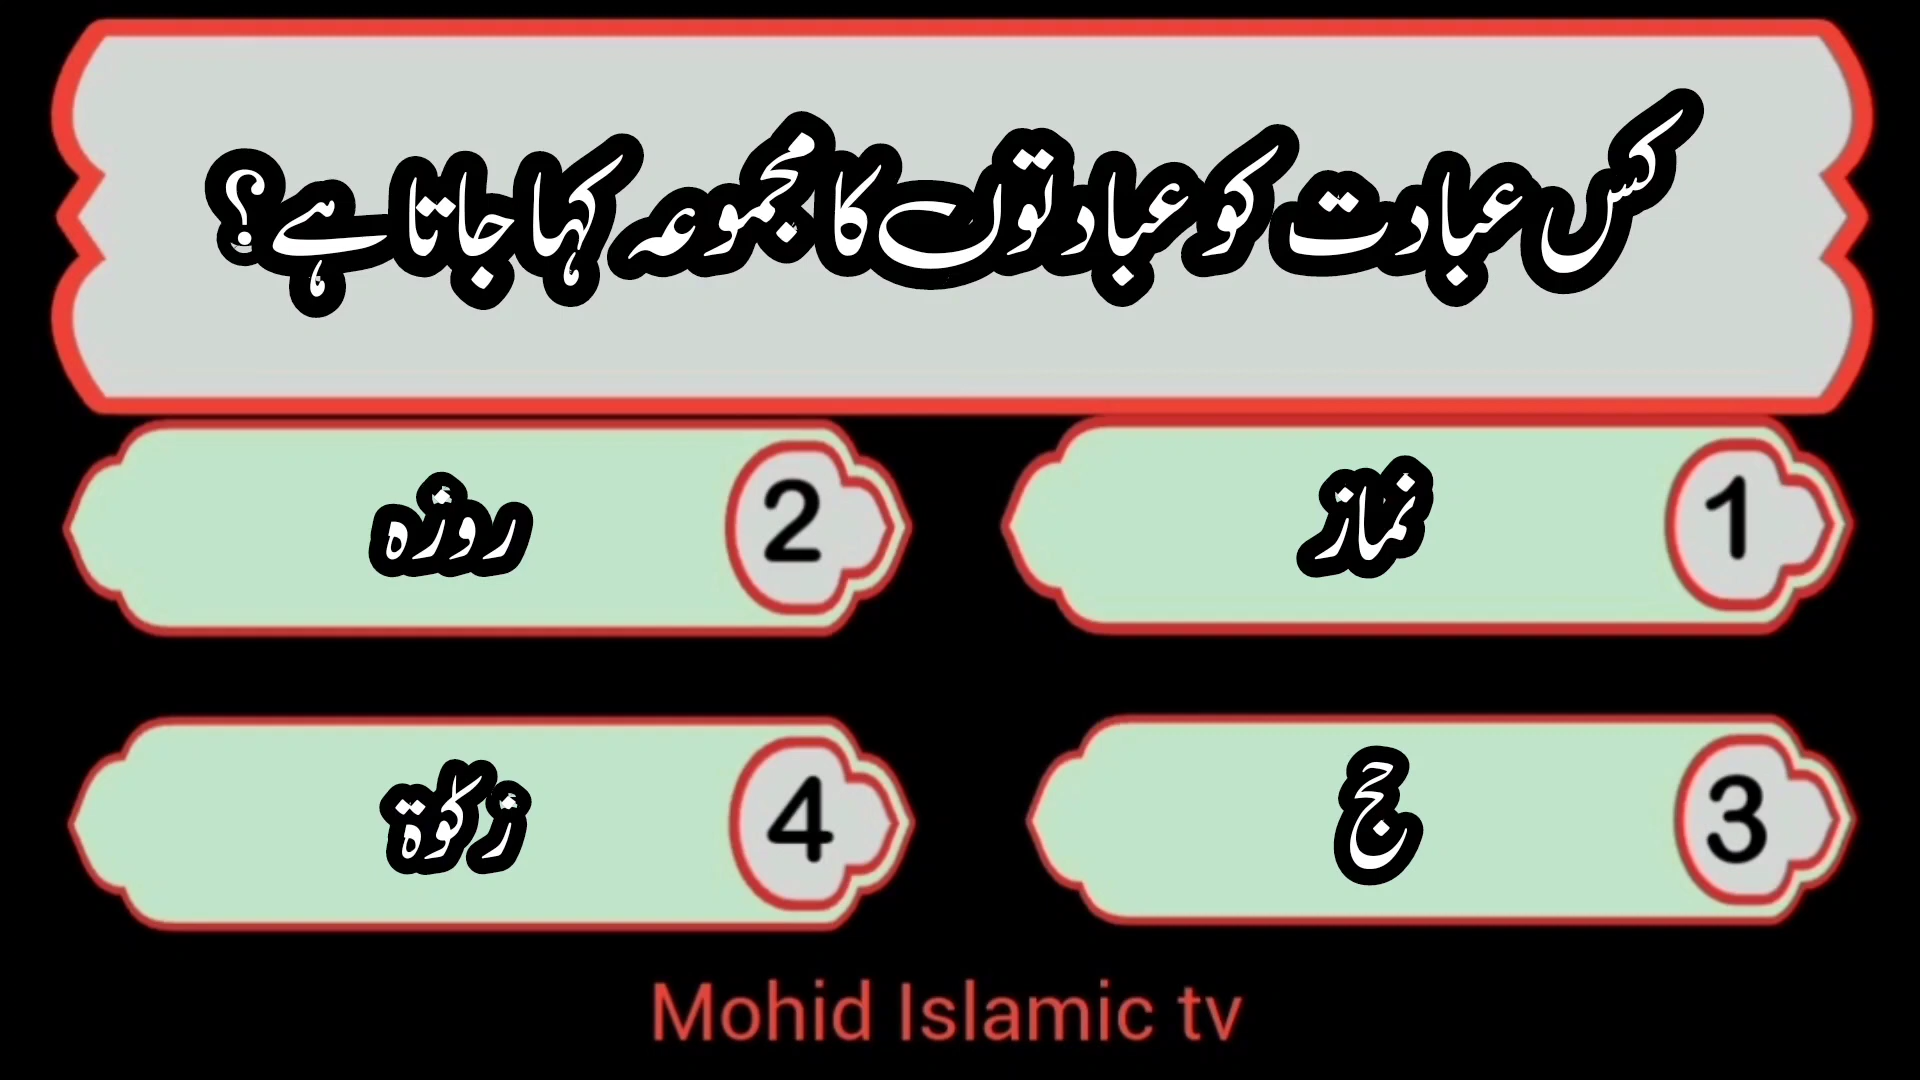 کس عبادت کو عبادتوں کا مجموعہ کہا جاتا ہے؟
1 نماز
2 روزہ
3 حج
4 زکوٰۃ
Mohid Islamic tv